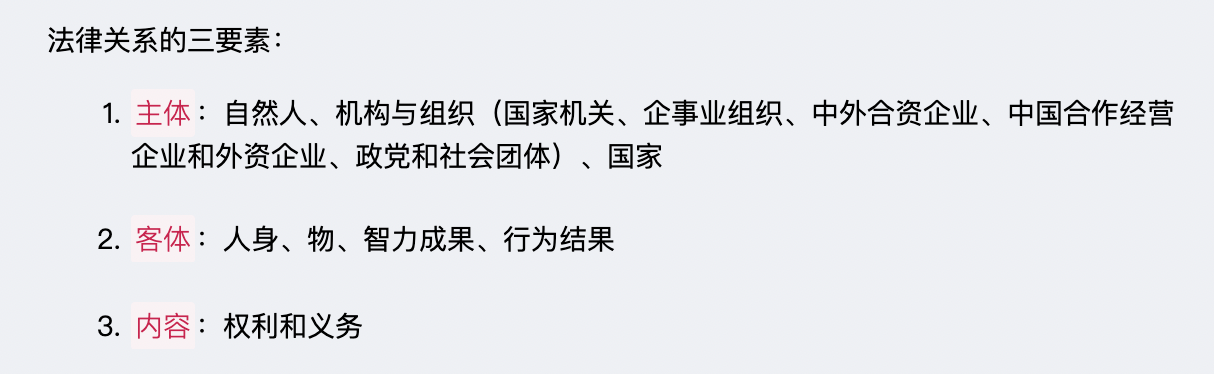 法律关系的三要素：
1. 主体：自然人、机构与组织（国家机关、企事业组织、中外合资企业、中国合作经营
企业和外资企业、政党和社会团体）、国家
2. 客体：人身、物、智力成果、行为结果
3. 内容：权利和义务